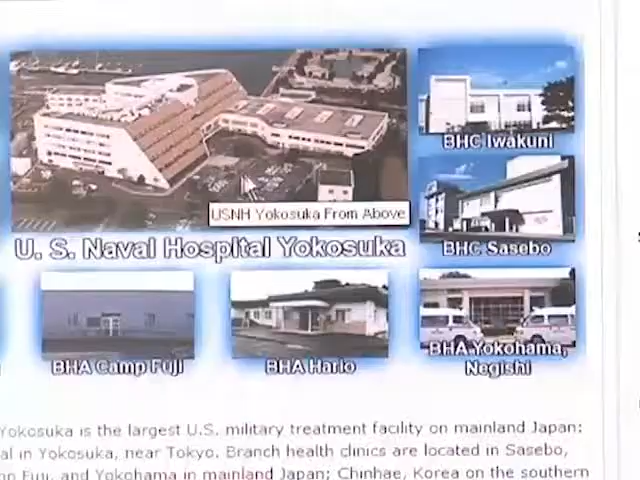 BHC Iwakuni
USNH Yokosuka From Above
U. S. Naval Hospital Yokosuka
BHC Sasebo
BHA Camp Fuji
BHA Hario
BHA Yokohama,
Negishi
Yokosuka is the largest U.S. military treatment facility on mainland Japan;
al in Yokosuka, near Tokyo. Branch health clinics are located in Sasebo,
Fuji, and Yokohama in mainland Japan; Chinhae, Korea on the southern